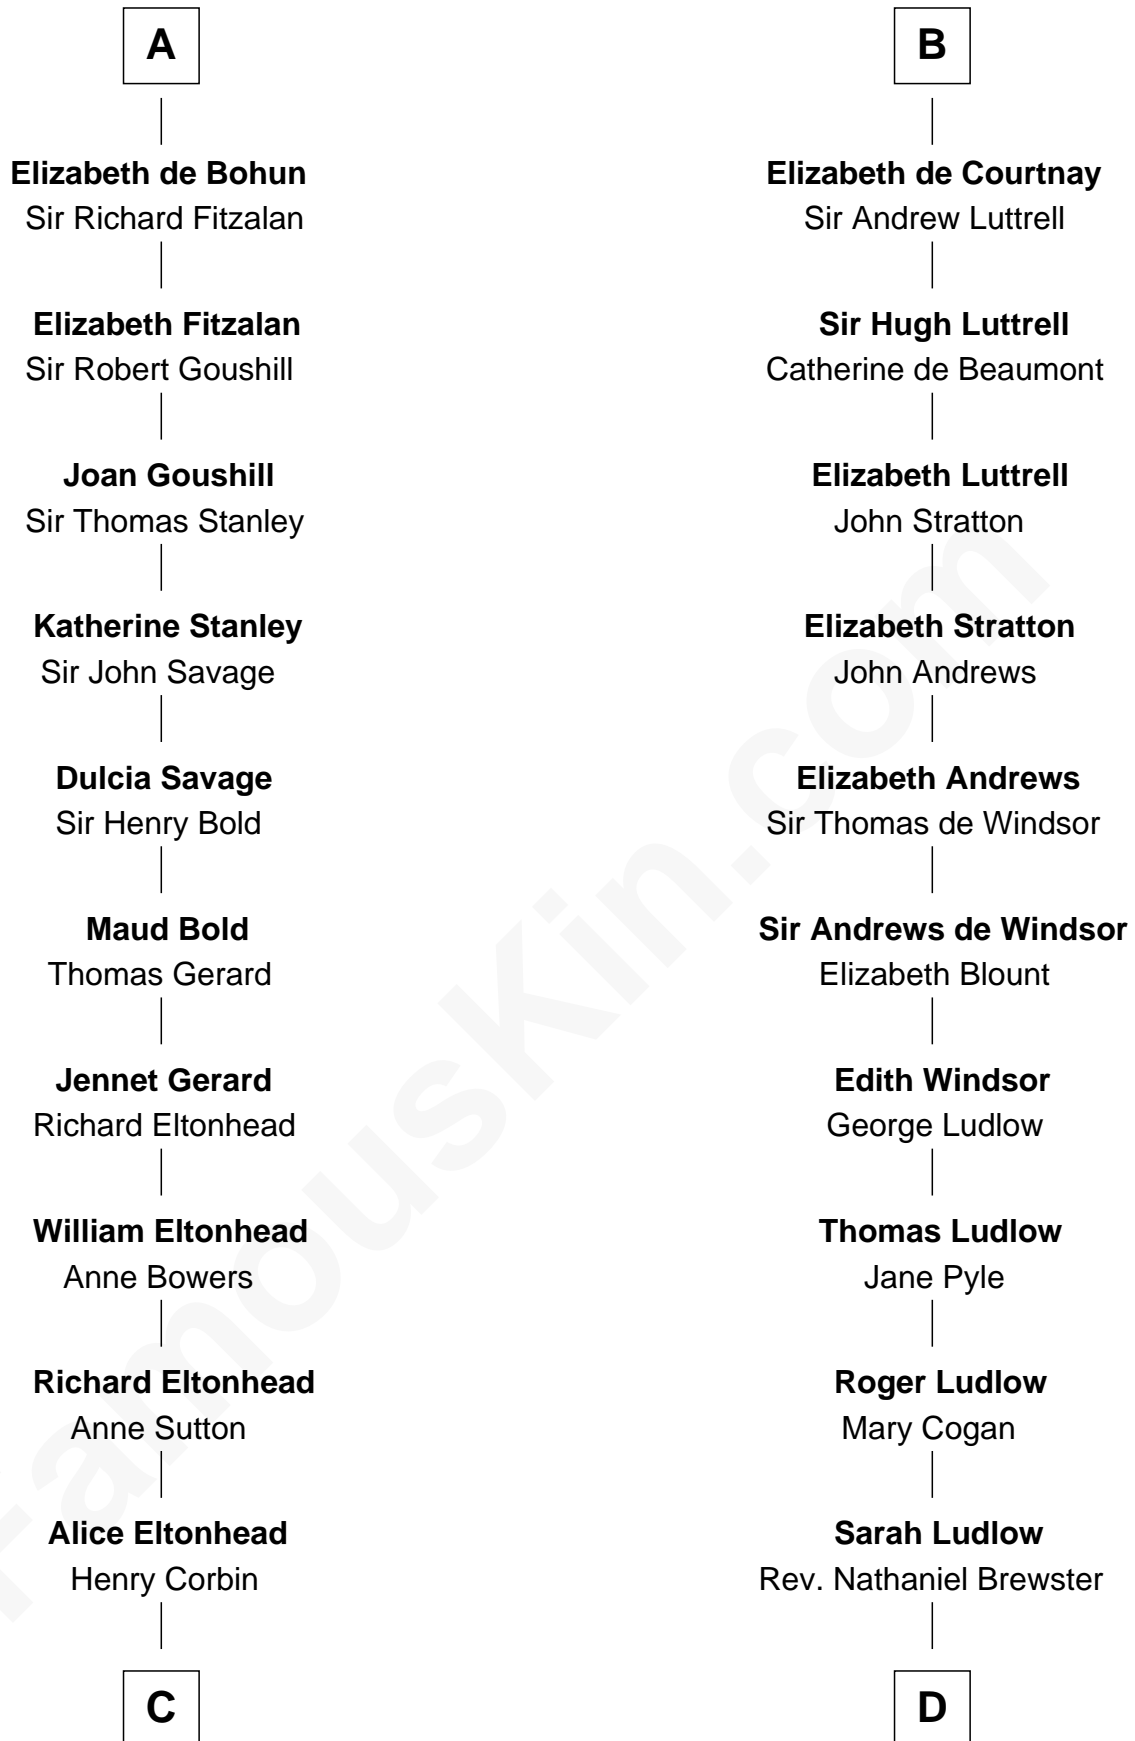 A
Elizabeth de Bohun
Sir Richard Fitzalan
Elizabeth Fitzalan
Sir Robert Goushill
Joan Goushill
Sir Thomas Stanley
Katherine Stanley
Sir John Savage
Dulcia Savage
Sir Henry Bold
Maud Bold
Thomas Gerard
Jennet Gerard
Richard Eltonhead
William Eltonhead
Anne Bowers
Richard Eltonhead
Anne Sutton
Alice Eltonhead
Henry Corbin
C
B
Elizabeth de Courtnay
Sir Andrew Luttrell
Sir Hugh Luttrell
Catherine de Beaumont
Elizabeth Luttrell
John Stratton
Elizabeth Stratton
John Andrews
Elizabeth Andrews
Sir Thomas de Windsor
Sir Andrews de Windsor
Elizabeth Blount
Edith Windsor
George Ludlow
Thomas Ludlow
Jane Pyle
Roger Ludlow
Mary Cogan
Sarah Ludlow
Rev. Nathaniel Brewster
D
FamousKin.com